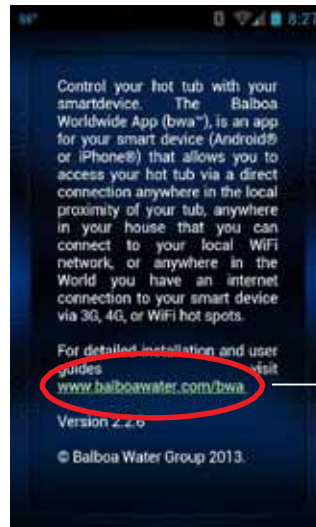 8:27
Control your hot tub with your
smartdevice. The Balboa
Worldwide App (bwa™), is an app
for your smart device (Android®
or iPhone®) that allows you to
access your hot tub via a direct
connection anywhere in the local
proximity of your tub, anywhere
in your house that you can
connect to your local WiFi
network, or anywhere in the
World you have an internet
connection to your smart device
via 3G, 4G, or WiFi hot spots.
For detailed installation and user
guides visit
www.balboawater.com/bwa
Version 2.2.6
© Balboa Water Group 2013.